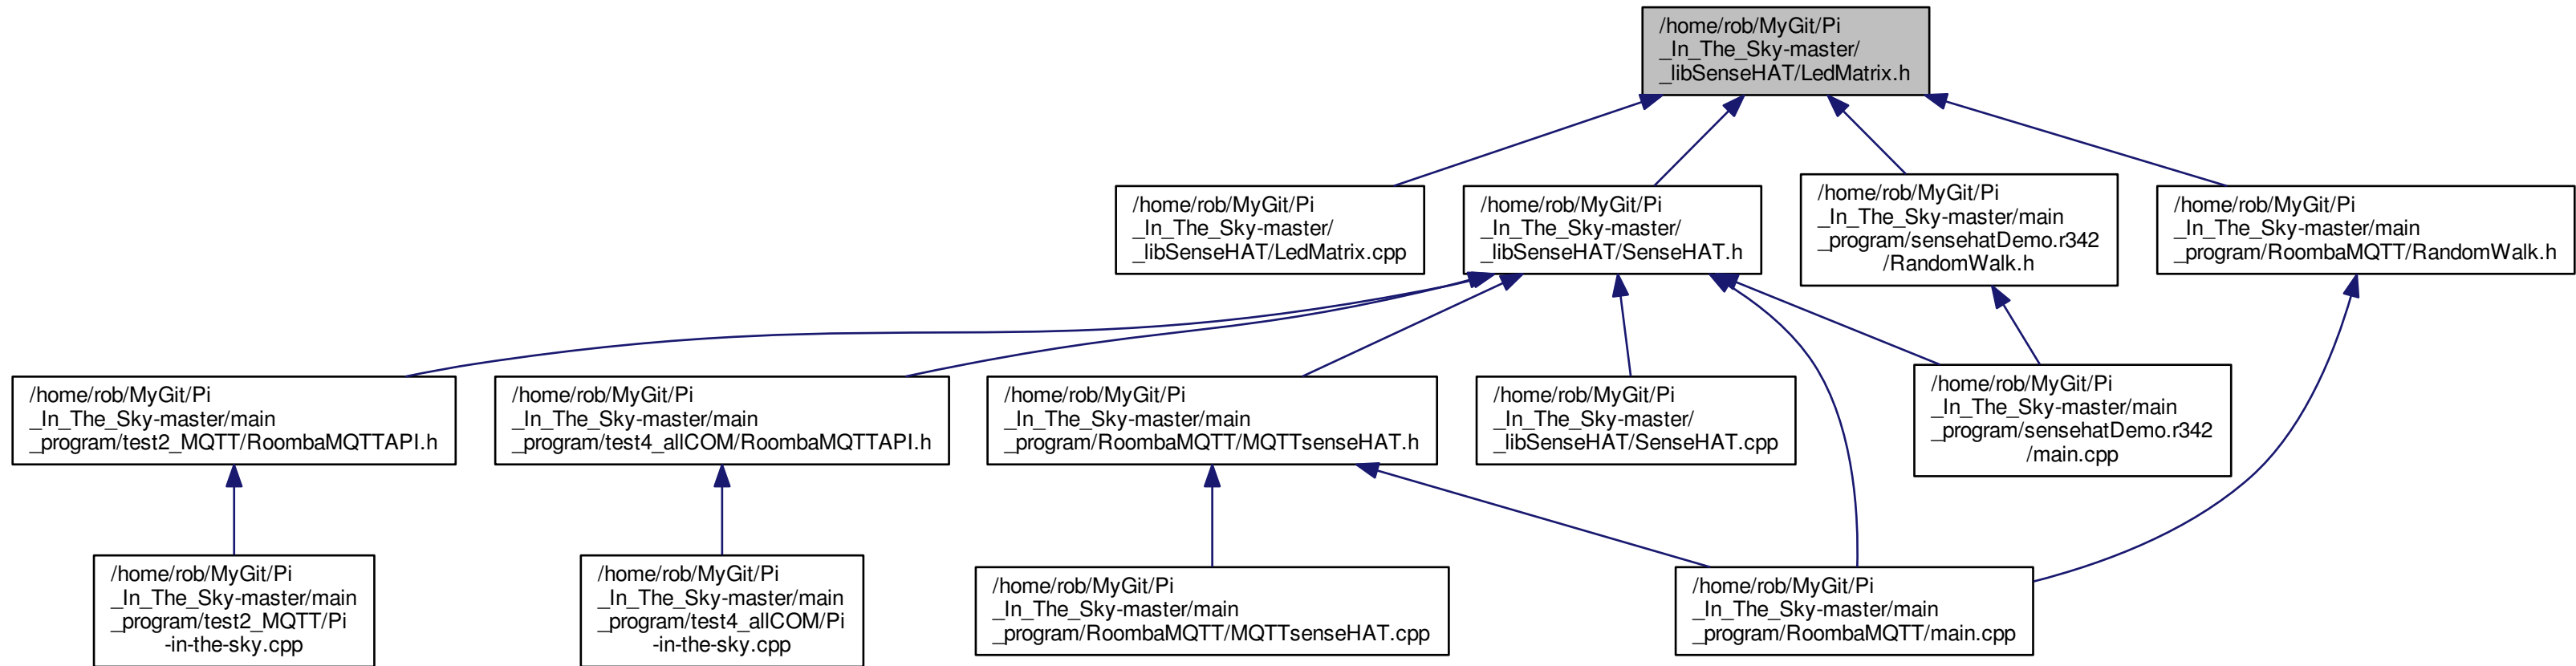 /home/rob/MyGit/Pi
_In_The_Sky-master/
_libSenseHAT/LedMatrix.h
/home/rob/MyGit/Pi
_In_The_Sky-master/
_libSenseHAT/LedMatrix.cpp
/home/rob/MyGit/Pi
_In_The_Sky-master/
_libSenseHAT/SenseHAT.h
/home/rob/MyGit/Pi
_In_The_Sky-master/main
_program/sensehatDemo.r342
/RandomWalk.h
/home/rob/MyGit/Pi
_In_The_Sky-master/main
_program/RoombaMQTT/RandomWalk.h
/home/rob/MyGit/Pi
_In_The_Sky-master/main
_program/test2_MQTT/RoombaMQTTAPI.h
/home/rob/MyGit/Pi
_In_The_Sky-master/main
_program/test4_allCOM/RoombaMQTTAPI.h
/home/rob/MyGit/Pi
_In_The_Sky-master/main
_program/RoombaMQTT/MQTTsenseHAT.h
/home/rob/MyGit/Pi
_In_The_Sky-master/
_libSenseHAT/SenseHAT.cpp
/home/rob/MyGit/Pi
_In_The_Sky-master/main
_program/sensehatDemo.r342
/main.cpp
/home/rob/MyGit/Pi
_In_The_Sky-master/main
_program/test2_MQTT/Pi
-in-the-sky.cpp
/home/rob/MyGit/Pi
_In_The_Sky-master/main
_program/test4_allCOM/Pi
-in-the-sky.cpp
/home/rob/MyGit/Pi
_In_The_Sky-master/main
_program/RoombaMQTT/MQTTsenseHAT.cpp
/home/rob/MyGit/Pi
_In_The_Sky-master/main
_program/RoombaMQTT/main.cpp